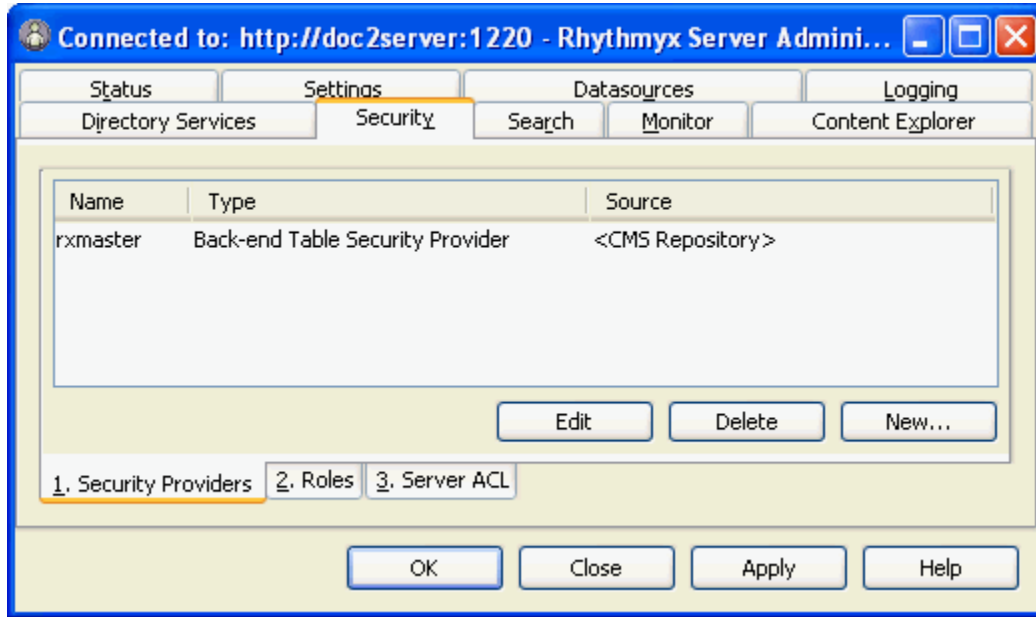 Connected to: http://doc2server:1220 - Rhythmyx Server Admini...
Status Settings Datasources Logging
Directory Services Security Search Monitor Content Explorer
Name Type Source
rxmaster Back-end Table Security Provider <CMS Repository>
Edit Delete New...
1. Security Providers 2. Roles 3. Server ACL
OK Close Apply Help